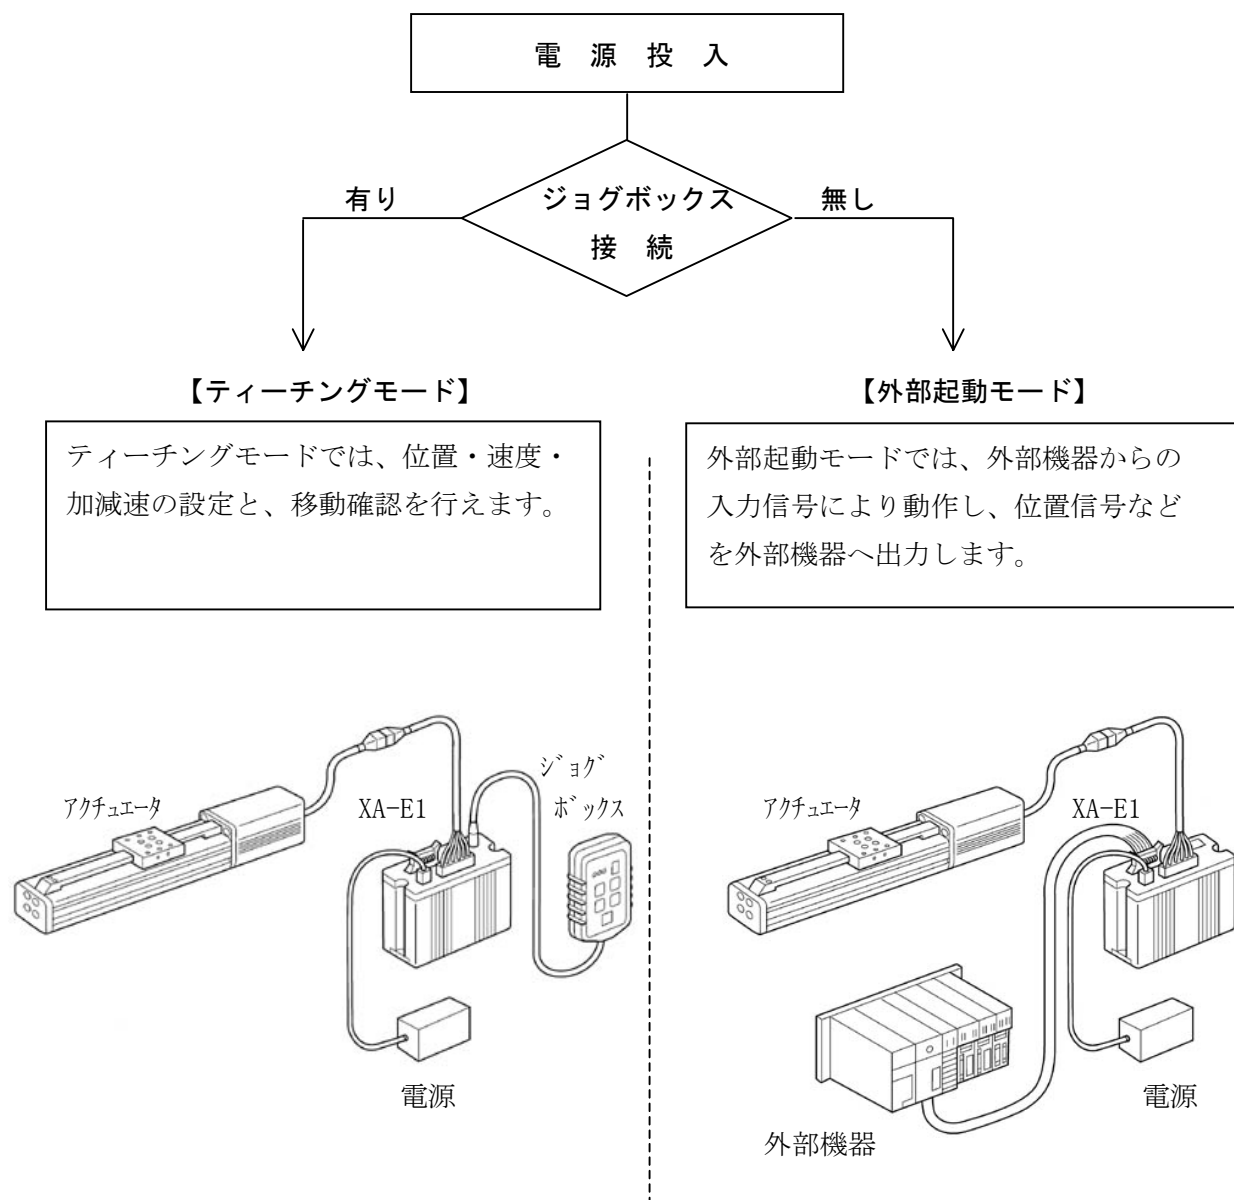 電　源　投　入
有り
ジョグボックス
接　続
無し
【ティーチングモード】
ティーチングモードでは、位置・速度・
加減速の設定と、移動確認を行えます。
アクチュエータ
XA-E1
ジョグ
ボックス
電源
【外部起動モード】
外部起動モードでは、外部機器からの
入力信号により動作し、位置信号など
を外部機器へ出力します。
アクチュエータ
XA-E1
電源
外部機器